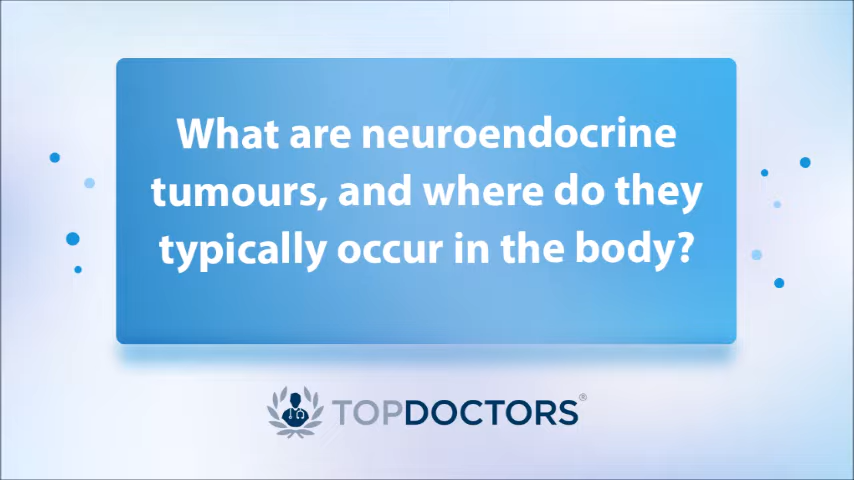 What are neuroendocrine
tumours, and where do they
typically occur in the body?
TOPDOCTORS®